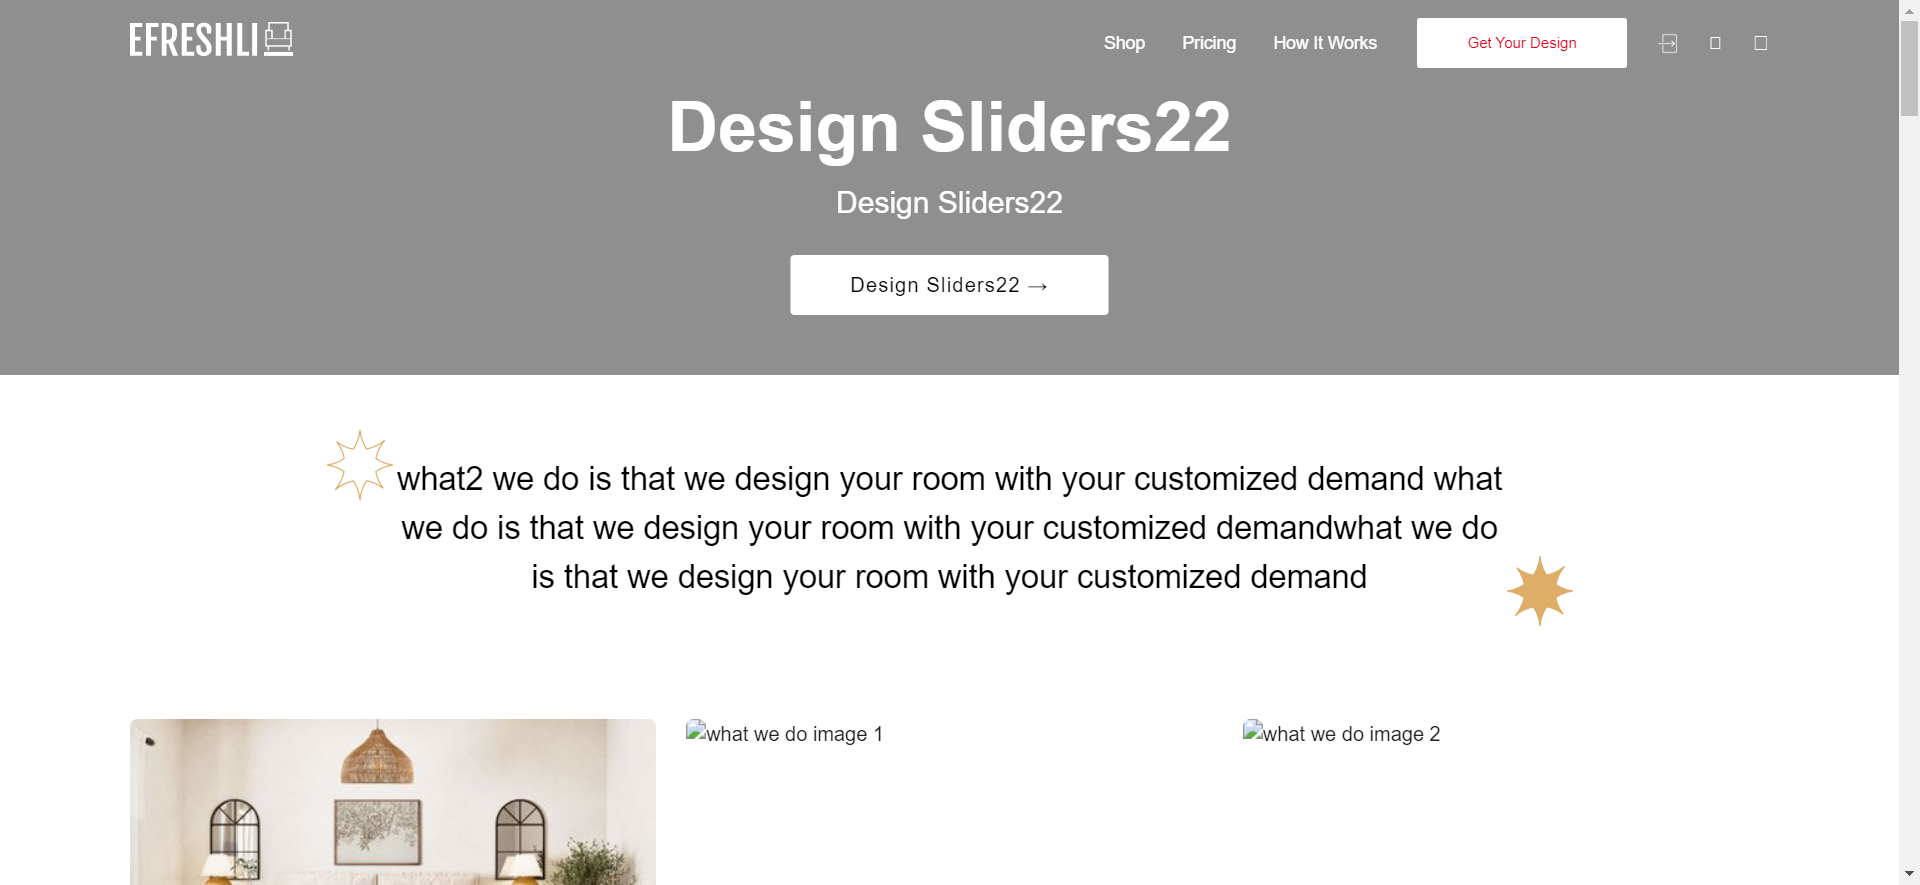 EFRESHLI
Shop Pricing How It Works Get Your Design
Design Sliders22
Design Sliders22
Design Sliders22 →
what2 we do is that we design your room with your customized demand what
we do is that we design your room with your customized demandwhat we do
is that we design your room with your customized demand
what we do image 1 what we do image 2